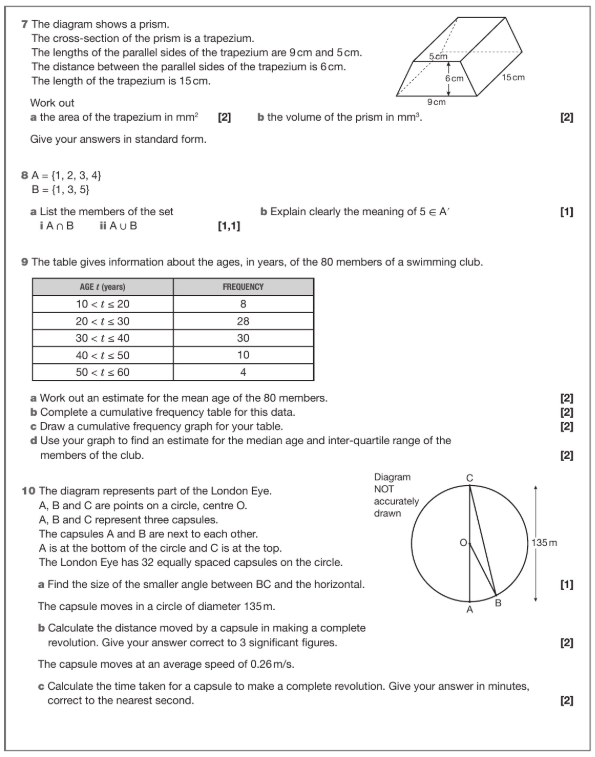 7 The diagram shows a prism.
The cross-section of the prism is a trapezium.
The lengths of the parallel sides of the trapezium are 9 cm and 5 cm.
The distance between the parallel sides of the trapezium is 6 cm.
The length of the trapezium is 15 cm.
5 cm
6 cm
15 cm
9 cm
Work out
a the area of the trapezium in mm² [2] b the volume of the prism in mm³. [2]
Give your answers in standard form.
8 A = {1, 2, 3, 4}
B = {1, 3, 5}
a List the members of the set b Explain clearly the meaning of 5 ∈ A′ [1]
i A ∩ B ii A ∪ B [1,1]
9 The table gives information about the ages, in years, of the 80 members of a swimming club.
AGE t (years) FREQUENCY
10 < t ≤ 20 8
20 < t ≤ 30 28
30 < t ≤ 40 30
40 < t ≤ 50 10
50 < t ≤ 60 4
a Work out an estimate for the mean age of the 80 members. [2]
b Complete a cumulative frequency table for this data. [2]
c Draw a cumulative frequency graph for your table. [2]
d Use your graph to find an estimate for the median age and inter-quartile range of the
members of the club. [2]
10 The diagram represents part of the London Eye.
A, B and C are points on a circle, centre O.
A, B and C represent three capsules.
The capsules A and B are next to each other.
A is at the bottom of the circle and C is at the top.
The London Eye has 32 equally spaced capsules on the circle.
Diagram
NOT
accurately
drawn
C
O
135 m
B
A
a Find the size of the smaller angle between BC and the horizontal. [1]
The capsule moves in a circle of diameter 135 m.
b Calculate the distance moved by a capsule in making a complete
revolution. Give your answer correct to 3 significant figures. [2]
The capsule moves at an average speed of 0.26 m/s.
c Calculate the time taken for a capsule to make a complete revolution. Give your answer in minutes,
correct to the nearest second. [2]